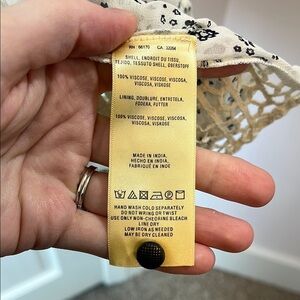 RN 66170 CA 32054
SHELL, ENDROIT DU TISSU,
TEJIDO, TESSUTO SHELL, OBERSTOFF
100% VISCOSE, VISCOSE, VISCOSA,
VISCOSA, VISKOSE
LINING, DOUBLURE, ENTRETELA,
FODERA, FUTTER
100% VISCOSE, VISCOSE, VISCOSA,
VISCOSA, VISKOSE
MADE IN INDIA,
HECHO EN INDIA,
FABRIQUE EN INDE
HAND WASH COLD SEPARATELY
DO NOT WRING OR TWIST
USE ONLY NON-CHLORINE BLEACH
LINE DRY
LOW IRON AS NEEDED
MAY BE DRY CLEANED